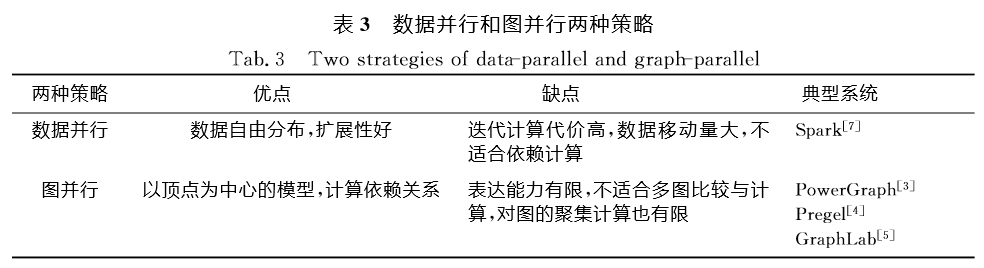 表 3 数据并行和图并行两种策略
Tab. 3 Two strategies of data-parallel and graph-parallel
两种策略 优点 缺点 典型系统
数据并行 数据自由分布,扩展性好 迭代计算代价高,数据移动量大,不 Spark[7]
适合依赖计算
图并行 以顶点为中心的模型,计算依赖关系 表达能力有限,不适合多图比较与计 PowerGraph[3]
算,对图的聚集计算也有限 Pregel[4]
GraphLab[5]